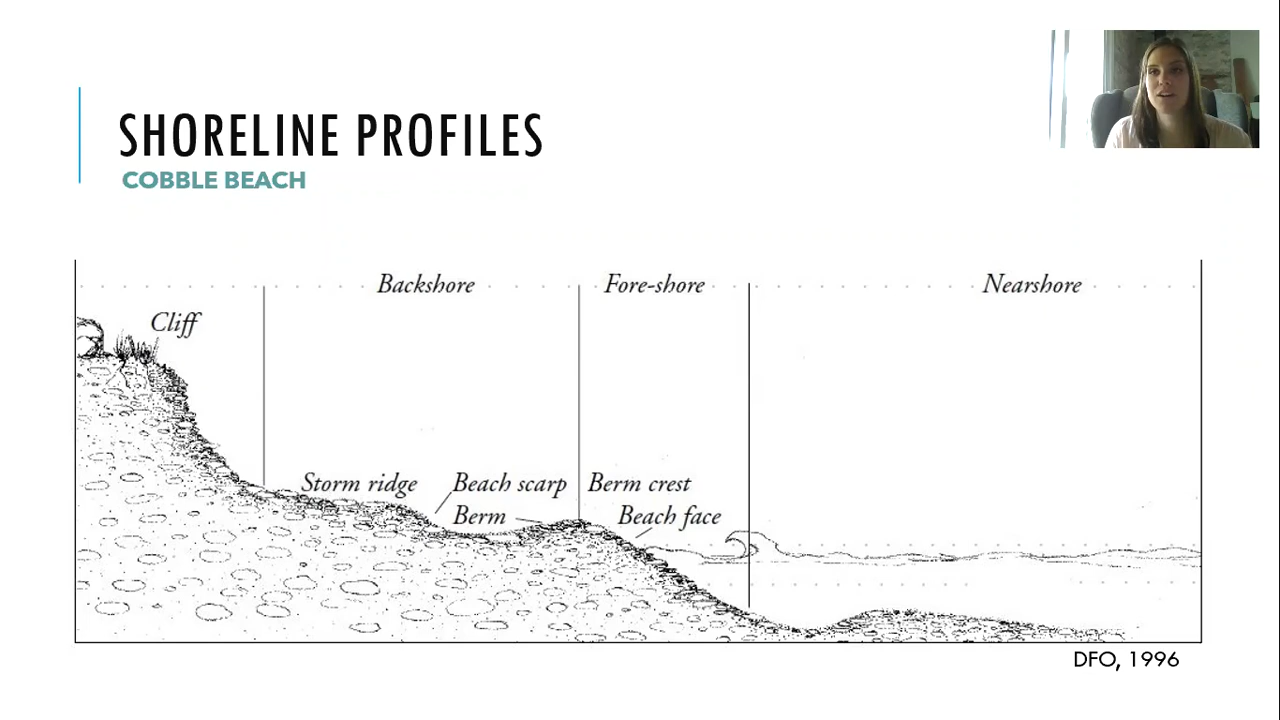 SHORELINE PROFILES
COBBLE BEACH
Backshore Fore-shore Nearshore
Cliff
Storm ridge Beach scarp Berm crest
Berm Beach face
DFO, 1996